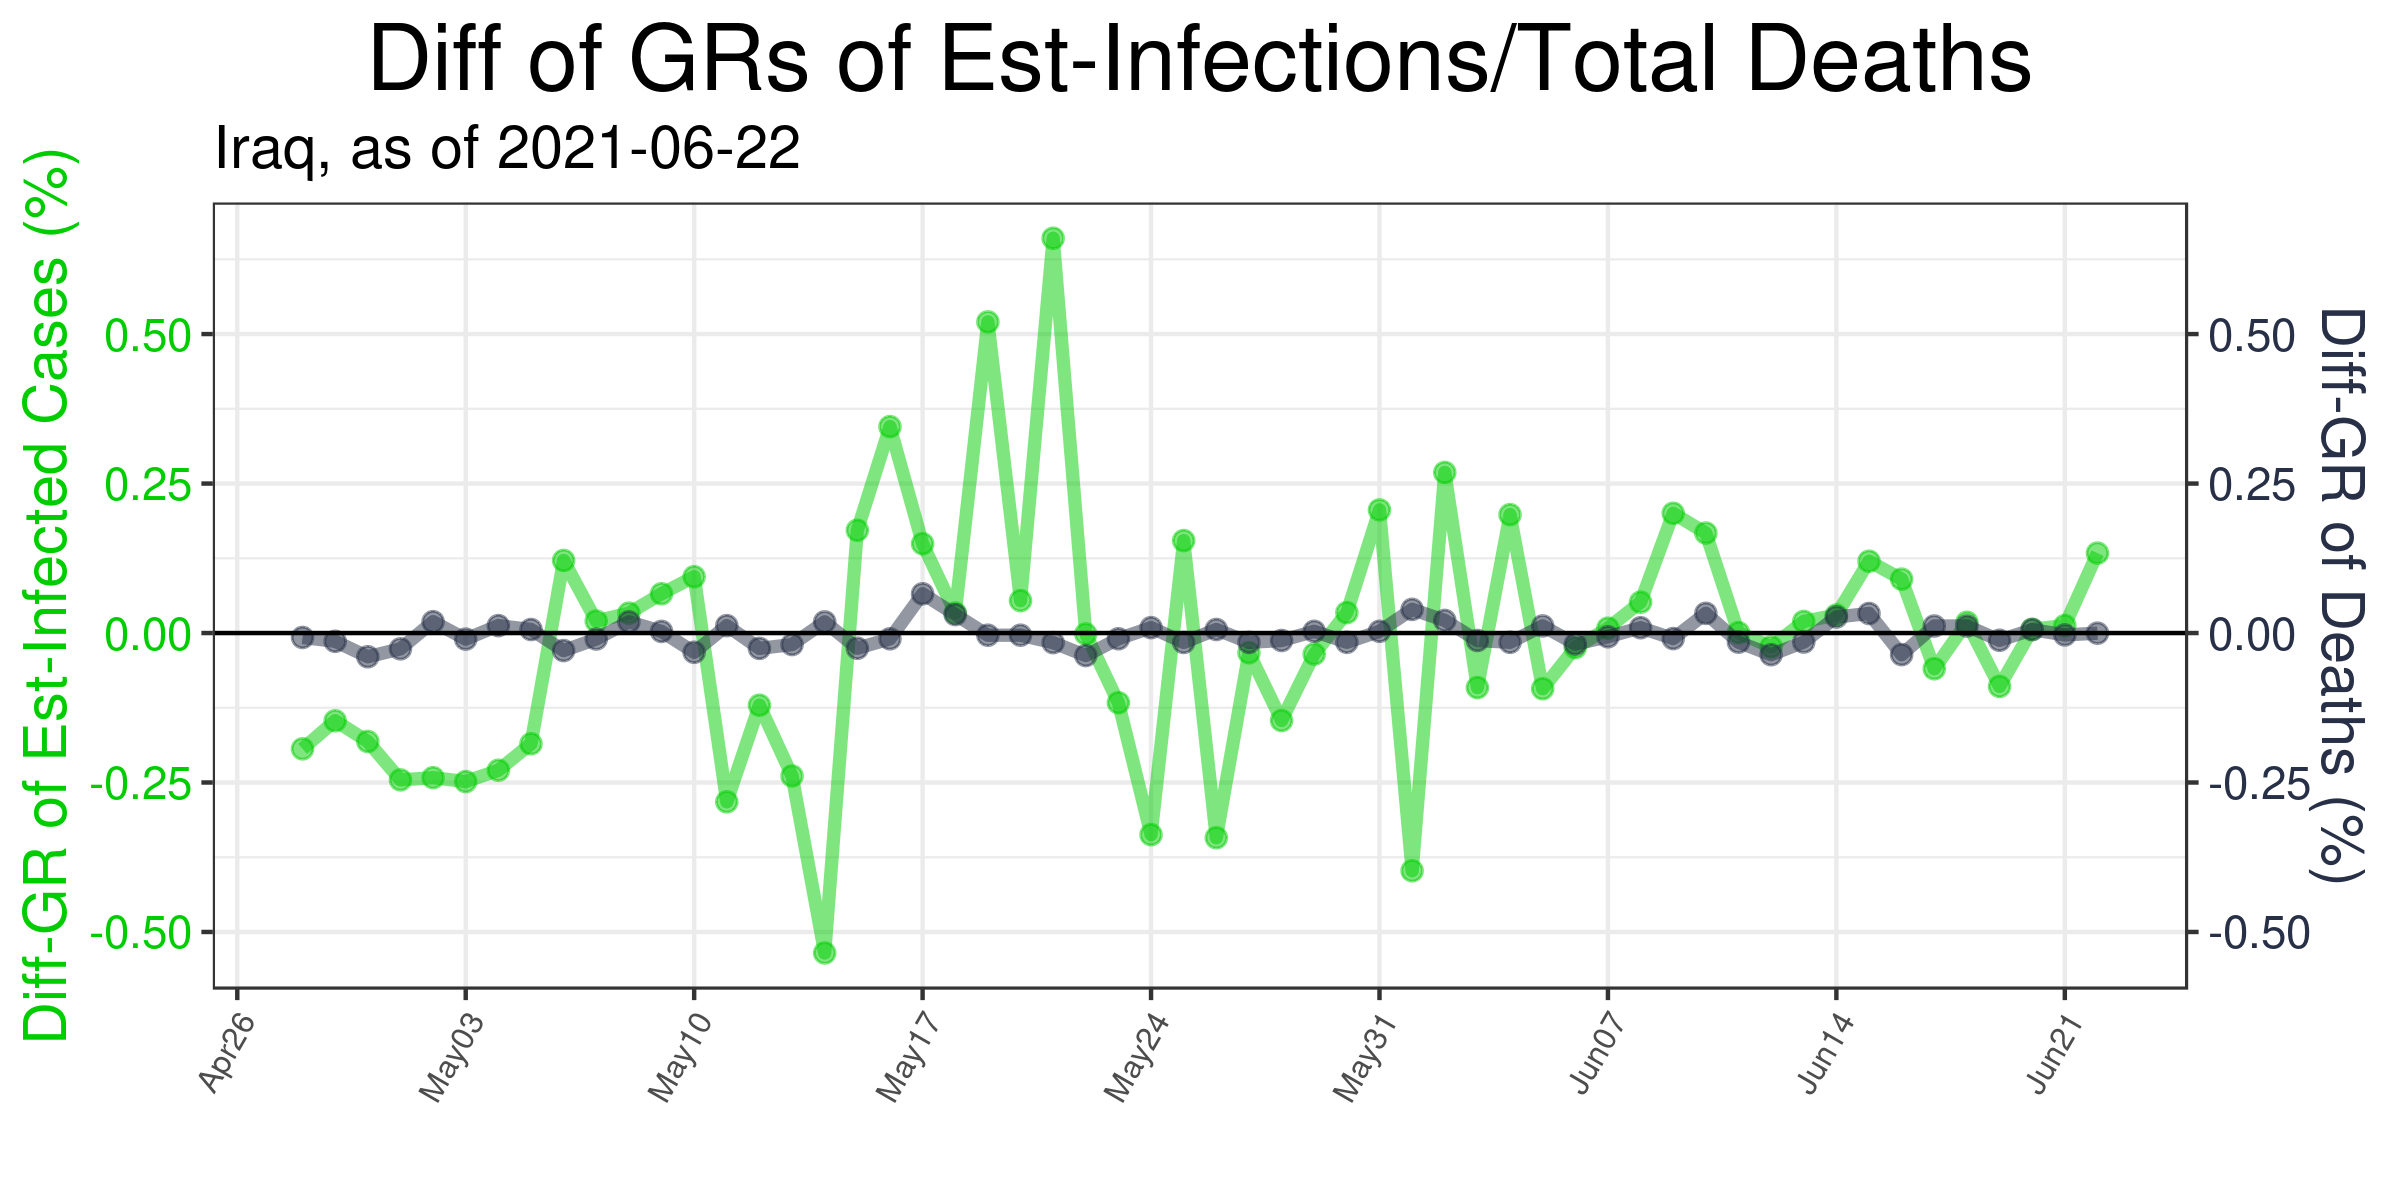 Diff of GRs of Est-Infections/Total Deaths
Iraq, as of 2021-06-22
Diff-GR of Est-Infected Cases (%)
0.50
0.25
0.00
-0.25
-0.50
0.50
0.25
0.00
-0.25
-0.50
Diff-GR of Deaths (%)
Apr26
May03
May10
May17
May24
May31
Jun07
Jun14
Jun21